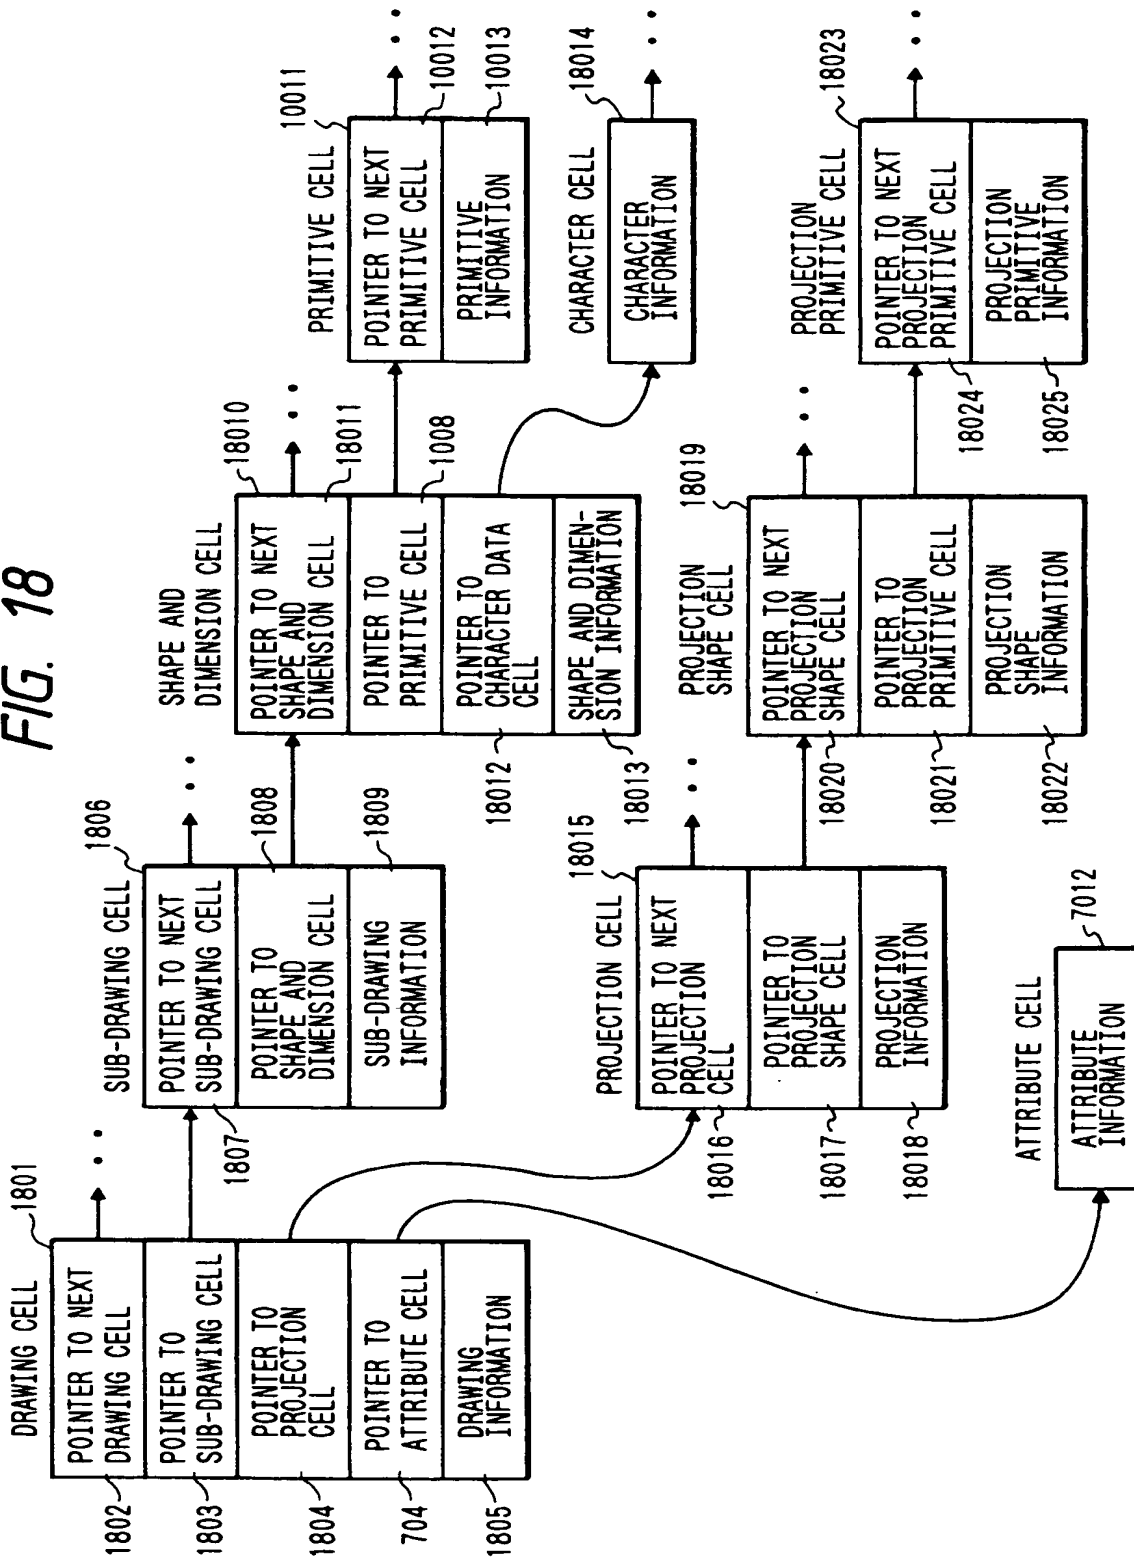 FIG. 18
DRAWING CELL
1801
POINTER TO NEXT
DRAWING CELL
1802
POINTER TO
SUB-DRAWING CELL
1803
POINTER TO
PROJECTION
CELL
1804
POINTER TO
ATTRIBUTE CELL
704
DRAWING
INFORMATION
1805
SUB-DRAWING CELL
1806
POINTER TO NEXT
SUB-DRAWING CELL
1807
POINTER TO
SHAPE AND
DIMENSION CELL
1808
SUB-DRAWING
INFORMATION
1809
SHAPE AND
DIMENSION CELL
18010
POINTER TO NEXT
SHAPE AND
DIMENSION CELL
18011
POINTER TO
PRIMITIVE CELL
1008
POINTER TO
CHARACTER DATA
CELL
18012
SHAPE AND DIMEN-
SION INFORMATION
18013
PRIMITIVE CELL
10011
POINTER TO NEXT
PRIMITIVE CELL
10012
PRIMITIVE
INFORMATION
10013
CHARACTER CELL
18014
CHARACTER
INFORMATION
PROJECTION CELL
18015
POINTER TO NEXT
PROJECTION
CELL
18016
POINTER TO
PROJECTION
SHAPE CELL
18017
PROJECTION
INFORMATION
18018
PROJECTION
SHAPE CELL
18019
POINTER TO NEXT
PROJECTION
SHAPE CELL
18020
POINTER TO
PROJECTION
PRIMITIVE CELL
18021
PROJECTION
SHAPE
INFORMATION
18022
PROJECTION
PRIMITIVE CELL
18023
POINTER TO NEXT
PROJECTION
PRIMITIVE CELL
18024
PROJECTION
PRIMITIVE
INFORMATION
18025
ATTRIBUTE CELL
7012
ATTRIBUTE
INFORMATION